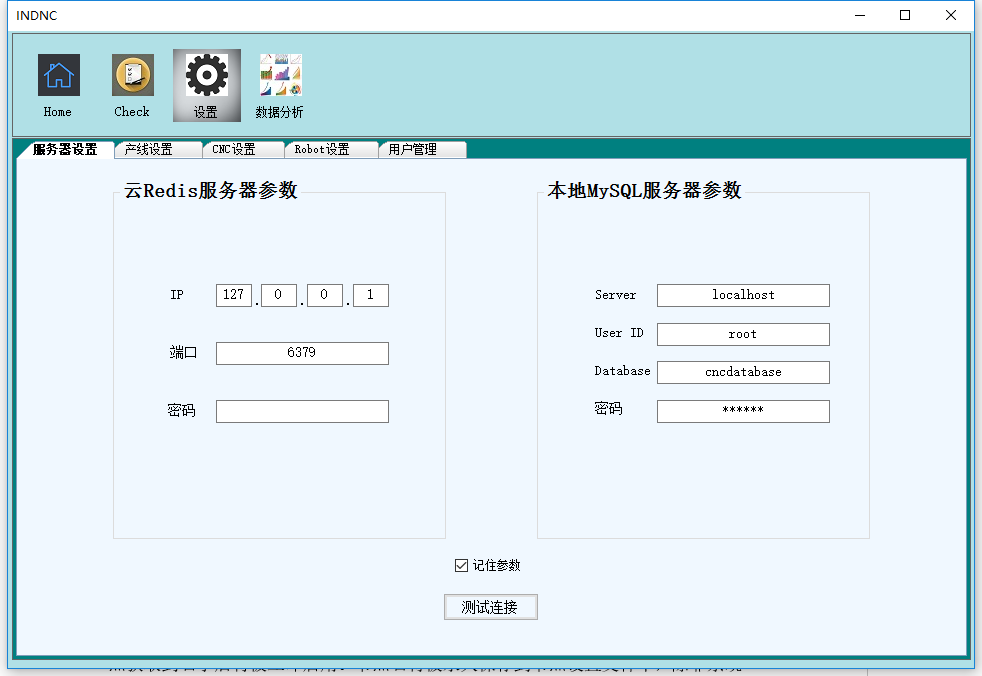 INDNC
Home Check 设置 数据分析
服务器设置 产线设置 CNC设置 Robot设置 用户管理
云Redis服务器参数
IP 127 . 0 . 0 . 1
端口 6379
密码
本地MySQL服务器参数
Server localhost
User ID root
Database cncdatabase
密码 ******
记住参数
测试连接